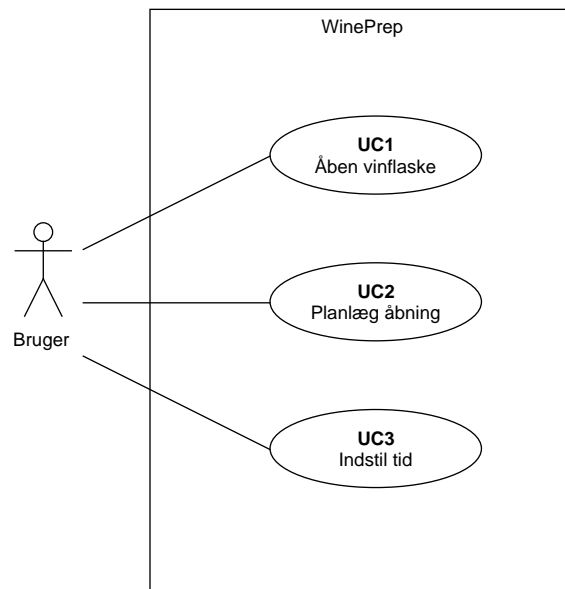 WinePrep
UC1
Åben vinflaske
UC2
Planlæg åbning
Bruger
UC3
Indstil tid